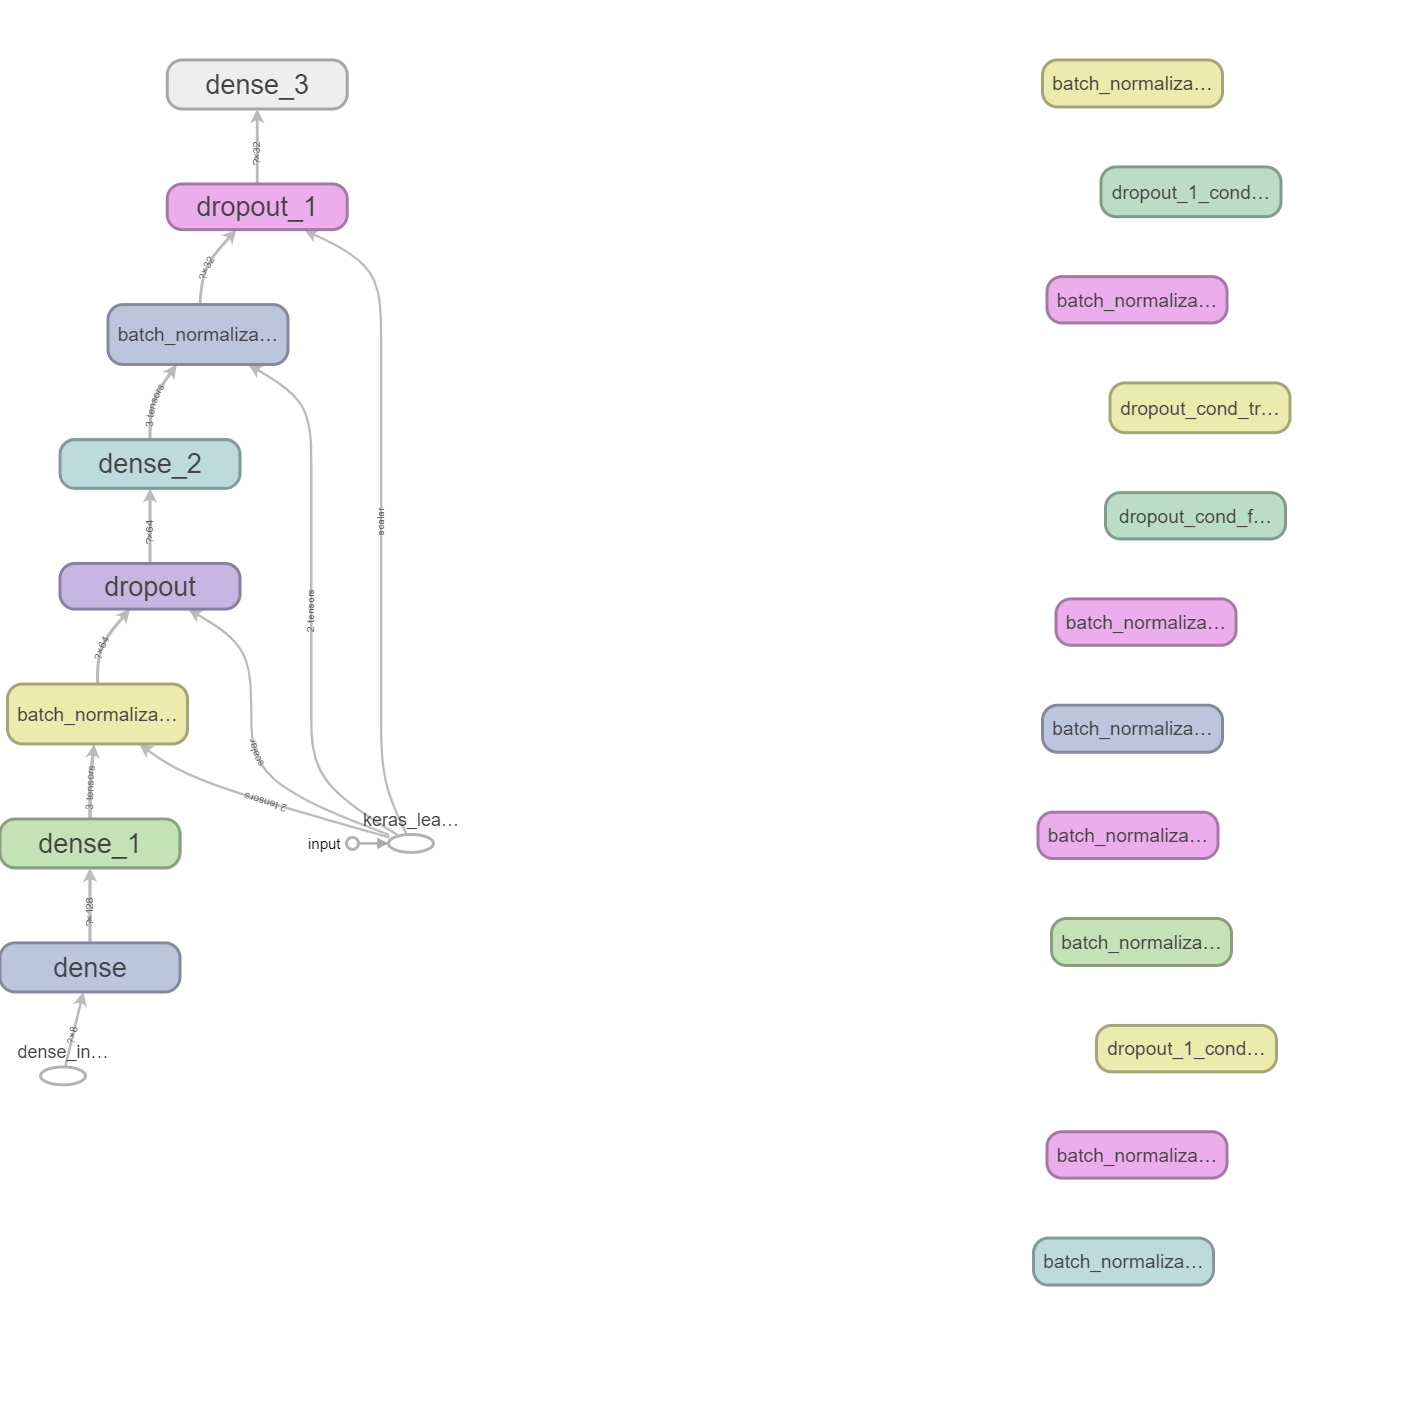 dense_3
?×32
dropout_1
?×32
batch_normaliza…
3 tensors
dense_2
?×64
dropout
?×64
batch_normaliza…
3 tensors
dense_1
?×128
dense
?×8
dense_in…
scalar
2 tensors
scalar
2 tensors
keras_lea…
input
batch_normaliza…
dropout_1_cond…
batch_normaliza…
dropout_cond_tr…
dropout_cond_f…
batch_normaliza…
batch_normaliza…
batch_normaliza…
batch_normaliza…
dropout_1_cond…
batch_normaliza…
batch_normaliza…